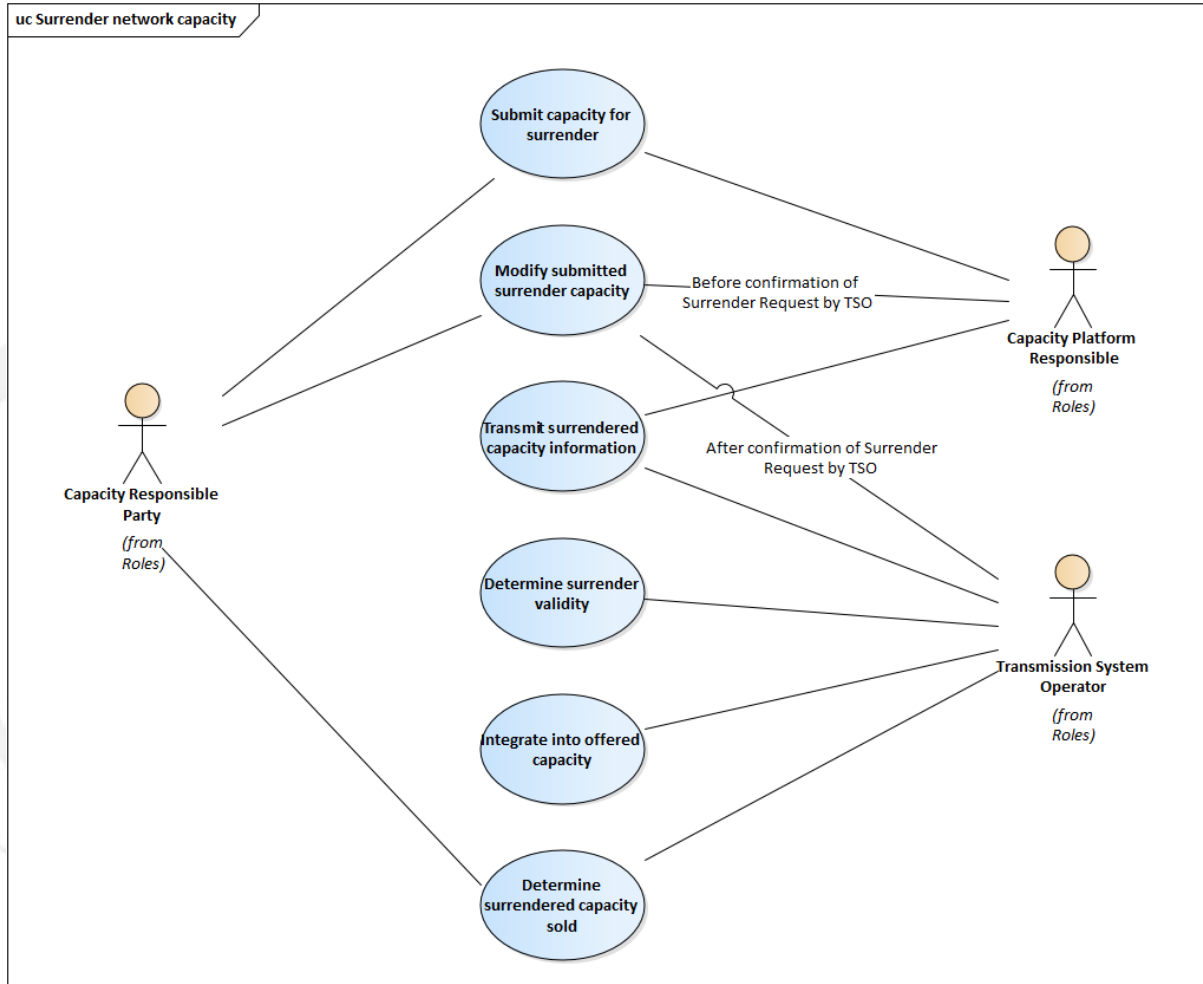 uc Surrender network capacity
Submit capacity for
surrender
Modify submitted
surrender capacity
Before confirmation of
Surrender Request by TSO
Capacity Platform
Responsible
(from
Roles)
Transmit surrendered
capacity information
After confirmation of Surrender
Request by TSO
Capacity Responsible
Party
(from
Roles)
Determine surrender
validity
Transmission System
Operator
(from
Roles)
Integrate into offered
capacity
Determine
surrendered capacity
sold